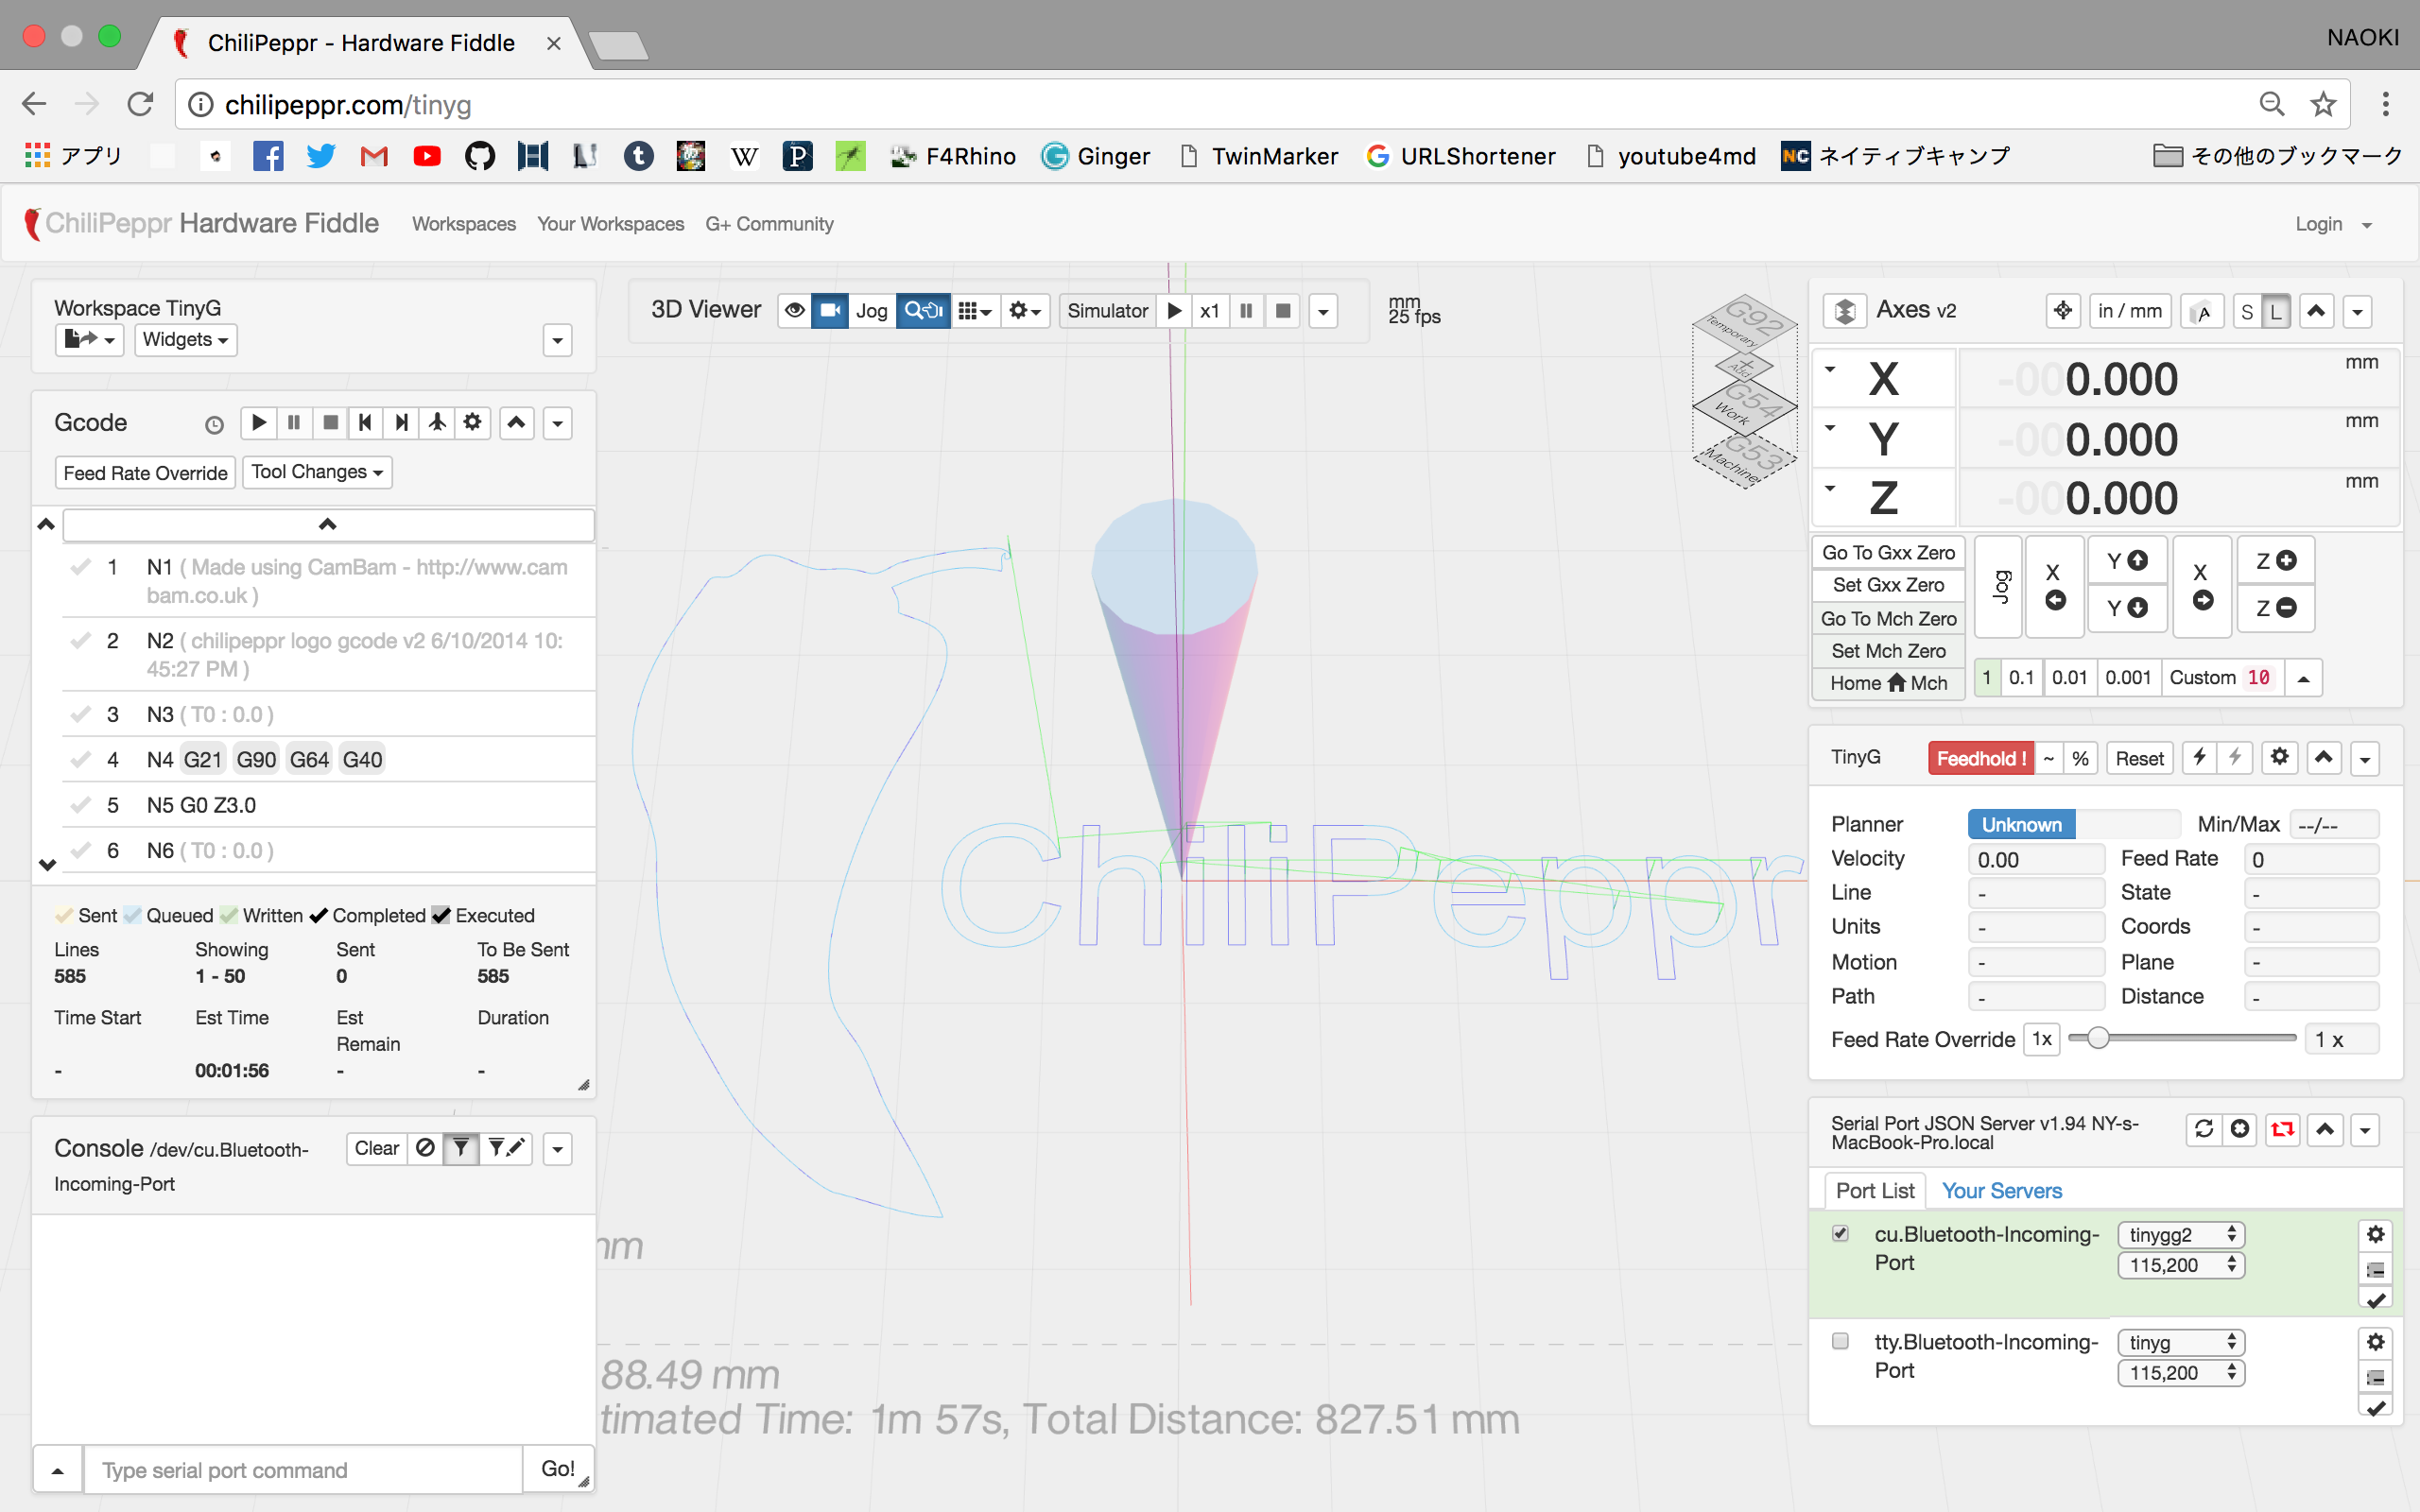 ChiliPeppr - Hardware Fiddle
NAOKI
chilipeppr.com/tinyg
アプリ
F4Rhino
Ginger
TwinMarker
URLShortener
youtube4md
ネイティブキャンプ
その他のブックマーク
ChiliPeppr Hardware Fiddle
Workspaces
Your Workspaces
G+ Community
Login
Workspace TinyG
Widgets
Gcode
Feed Rate Override
Tool Changes
1 N1 ( Made using CamBam - http://www.cam
bam.co.uk )
2 N2 ( chilipeppr logo gcode v2 6/10/2014 10:
45:27 PM )
3 N3 ( T0 : 0.0 )
4 N4 G21 G90 G64 G40
5 N5 G0 Z3.0
6 N6 ( T0 : 0.0 )
Sent Queued Written Completed Executed
Lines Showing Sent To Be Sent
585 1 - 50 0 585
Time Start Est Time Est Remain Duration
- 00:01:56 - -
Console /dev/cu.Bluetooth-
Incoming-Port
Clear
Type serial port command
Go!
3D Viewer
Jog
Simulator
x1
mm
25 fps
G92
Temporary
Add
G54
Work
G53
Machine
ChiliPeppr
mm
88.49 mm
timated Time: 1m 57s, Total Distance: 827.51 mm
Axes v2
in / mm
A
S L
X -000.000 mm
Y -000.000 mm
Z -000.000 mm
Go To Gxx Zero
Set Gxx Zero
Go To Mch Zero
Set Mch Zero
Home Mch
Jog
X
Y
Y
X
Z
Z
1 0.1 0.01 0.001 Custom 10
TinyG
Feedhold ! ~ % Reset
Planner Unknown Min/Max --/--
Velocity 0.00 Feed Rate 0
Line - State -
Units - Coords -
Motion - Plane -
Path - Distance -
Feed Rate Override 1x 1 x
Serial Port JSON Server v1.94 NY-s-
MacBook-Pro.local
Port List
Your Servers
cu.Bluetooth-Incoming-
Port
tinygg2
115,200
tty.Bluetooth-Incoming-
Port
tinyg
115,200